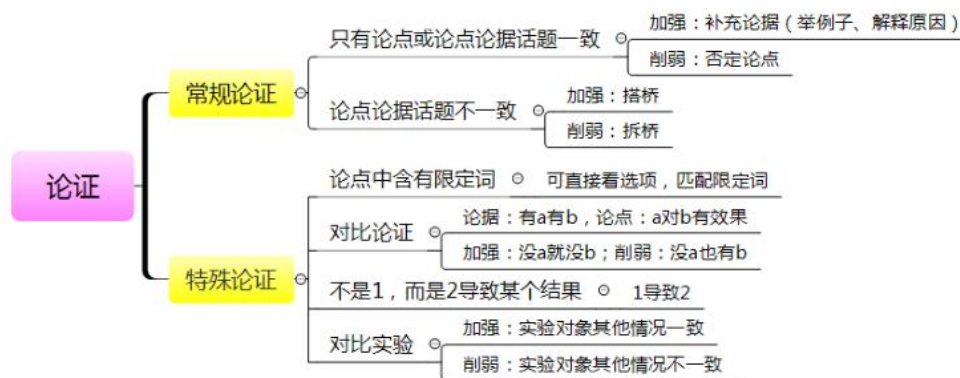 论证
常规论证
只有论点或论点论据话题一致
加强：补充论据（举例子、解释原因）
削弱：否定论点
论点论据话题不一致
加强：搭桥
削弱：拆桥
特殊论证
论点中含有限定词
可直接看选项，匹配限定词
对比论证
论据：有a有b，论点：a对b有效果
加强：没a就没b；削弱：没a也有b
不是1，而是2导致某个结果
1导致2
对比实验
加强：实验对象其他情况一致
削弱：实验对象其他情况不一致